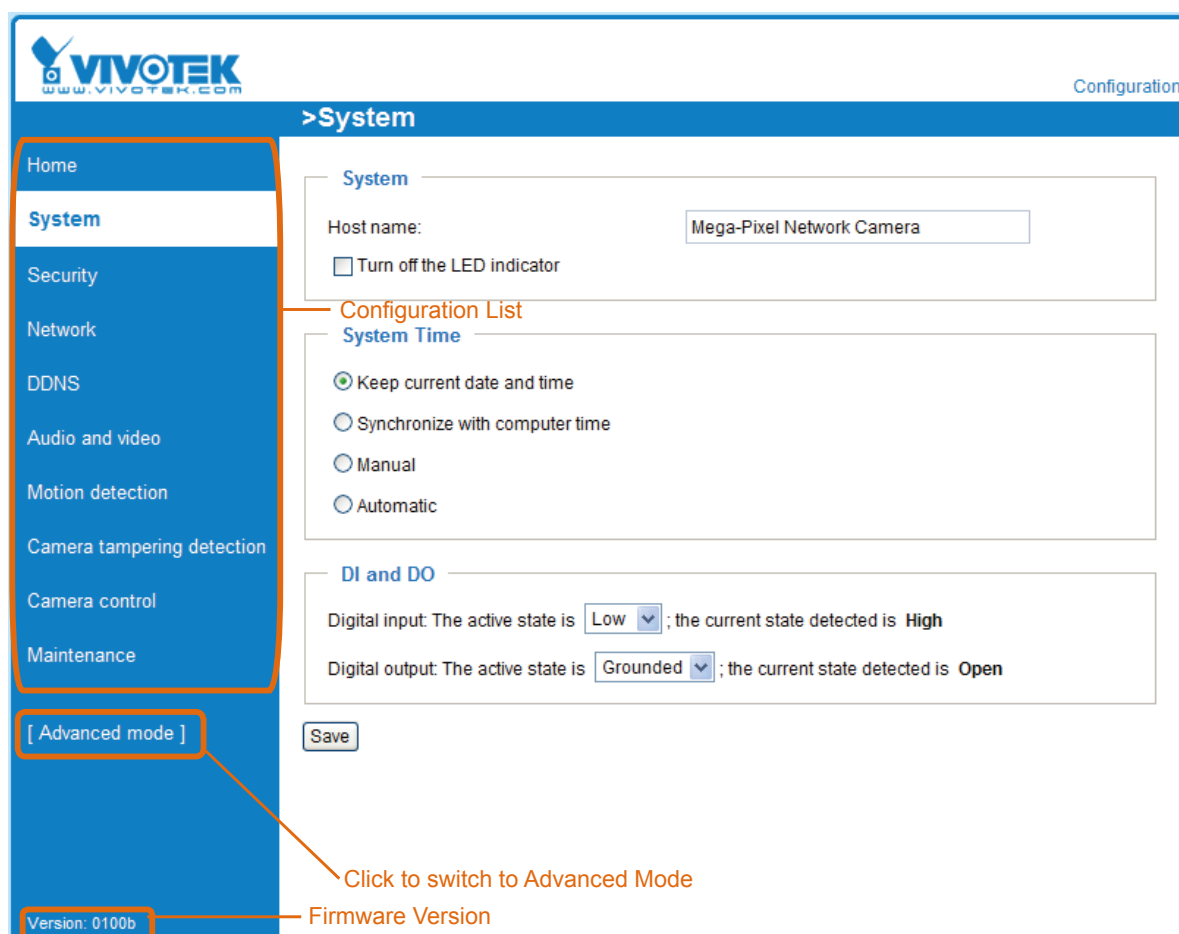 VIVOTEK
www.vivotek.com
Configuration
>System
Home
System
Security
Network
DDNS
Audio and video
Motion detection
Camera tampering detection
Camera control
Maintenance
[ Advanced mode ]
Version: 0100b
System
Host name: Mega-Pixel Network Camera
Turn off the LED indicator
Configuration List
System Time
Keep current date and time
Synchronize with computer time
Manual
Automatic
DI and DO
Digital input: The active state is Low ; the current state detected is High
Digital output: The active state is Grounded ; the current state detected is Open
Save
Click to switch to Advanced Mode
Firmware Version